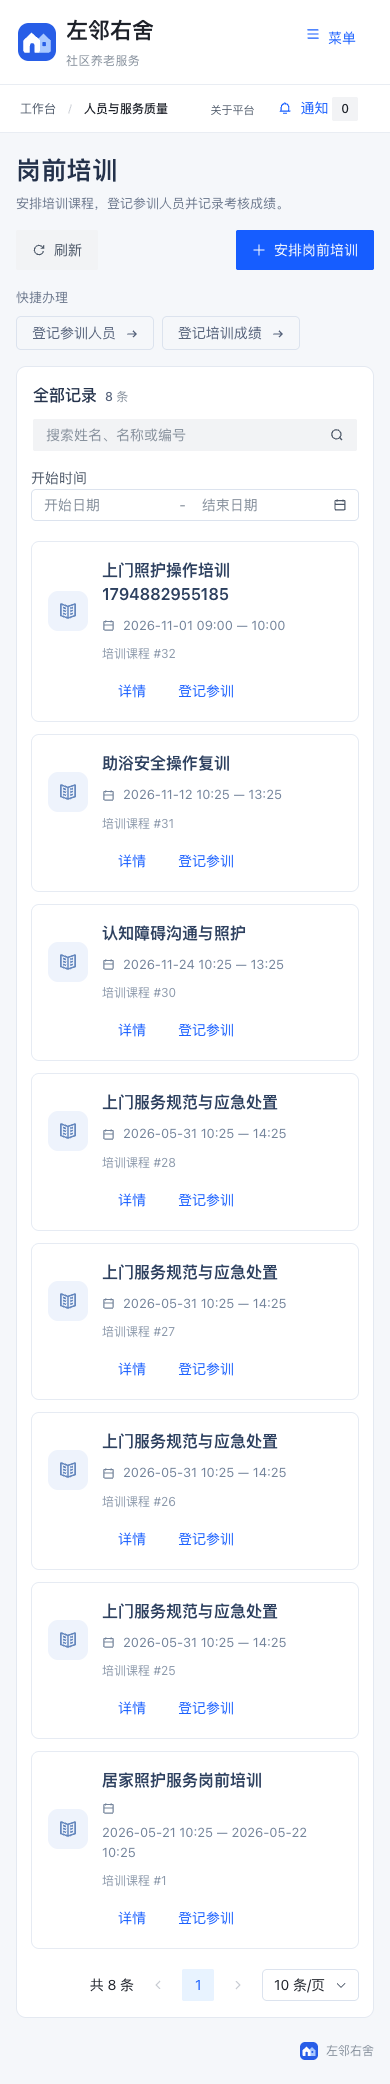 左邻右舍
社区养老服务
菜单
工作台 / 人员与服务质量 关于平台 通知 0
岗前培训
安排培训课程，登记参训人员并记录考核成绩。
刷新 安排岗前培训
快捷办理
登记参训人员 → 登记培训成绩 →
全部记录 8 条
搜索姓名、名称或编号
开始时间
开始日期 - 结束日期
上门照护操作培训
1794882955185
2026-11-01 09:00 — 10:00
培训课程 #32
详情 登记参训
助浴安全操作复训
2026-11-12 10:25 — 13:25
培训课程 #31
详情 登记参训
认知障碍沟通与照护
2026-11-24 10:25 — 13:25
培训课程 #30
详情 登记参训
上门服务规范与应急处置
2026-05-31 10:25 — 14:25
培训课程 #28
详情 登记参训
上门服务规范与应急处置
2026-05-31 10:25 — 14:25
培训课程 #27
详情 登记参训
上门服务规范与应急处置
2026-05-31 10:25 — 14:25
培训课程 #26
详情 登记参训
上门服务规范与应急处置
2026-05-31 10:25 — 14:25
培训课程 #25
详情 登记参训
居家照护服务岗前培训
2026-05-21 10:25 — 2026-05-22
10:25
培训课程 #1
详情 登记参训
共 8 条 1 10 条/页
左邻右舍